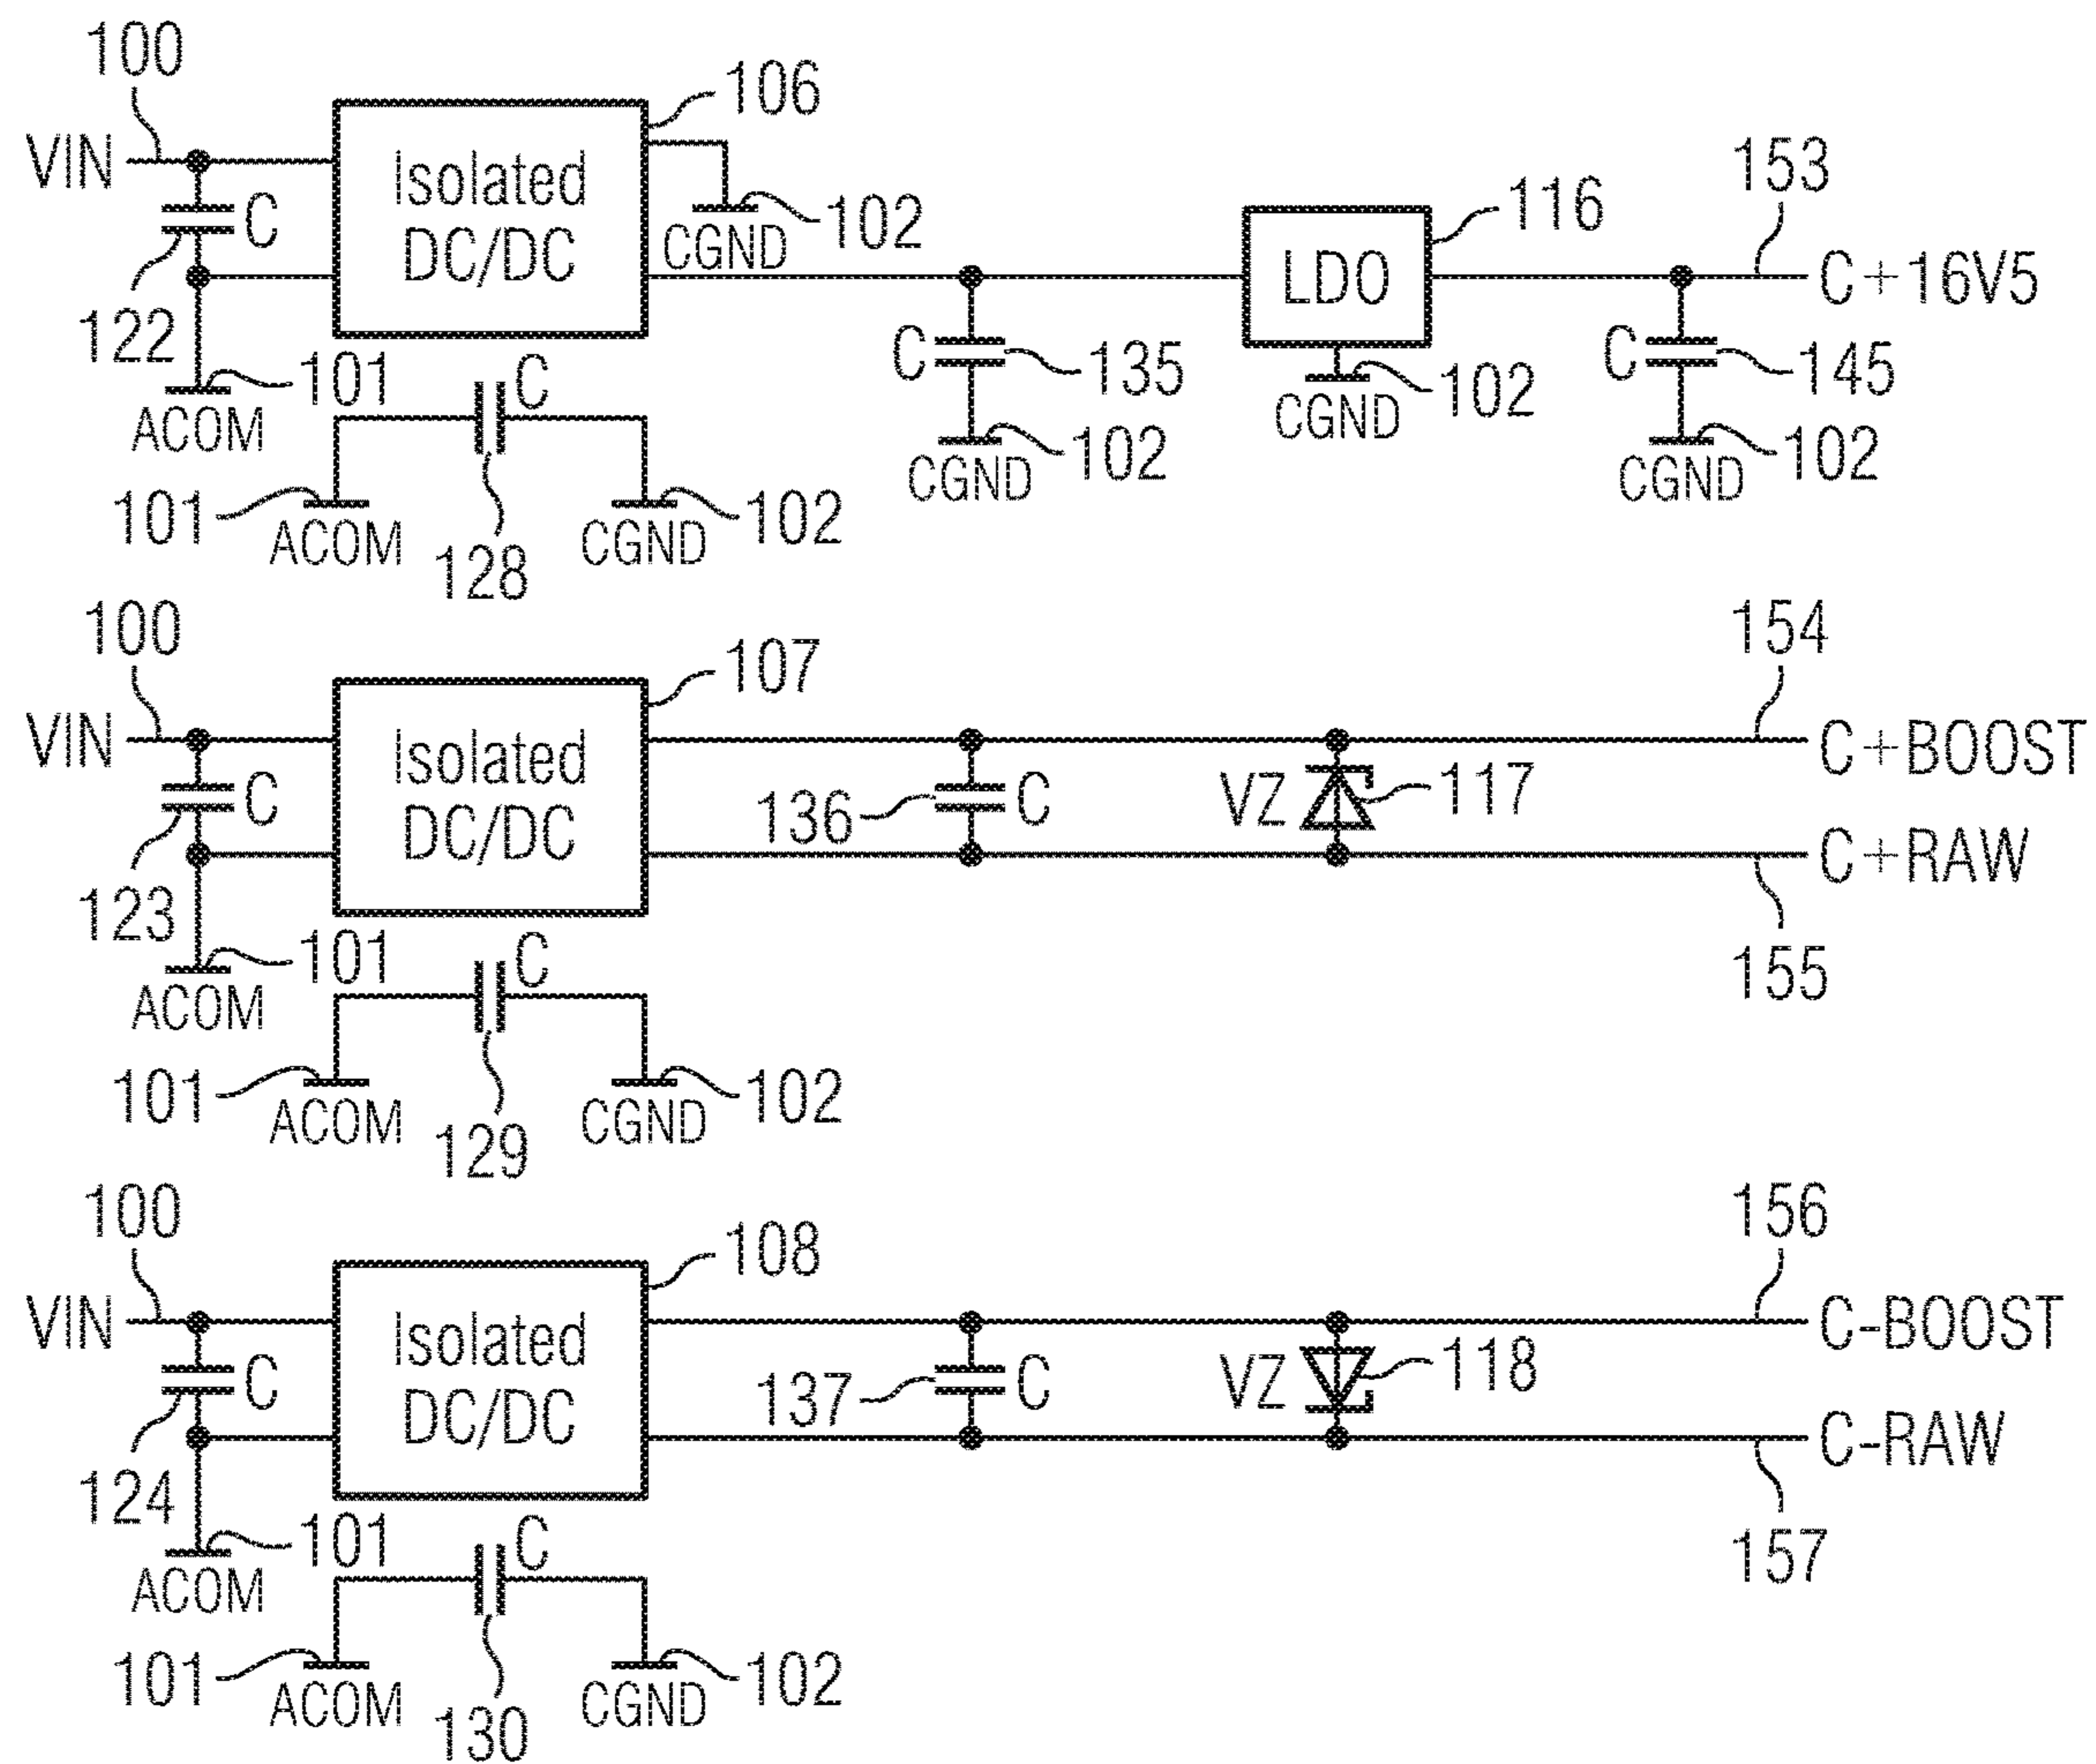 100
106
VIN
C
Isolated
DC/DC
102
CGND
116
LDO
153
C+16V5
122
101
ACOM
C
128
101
ACOM
CGND
102
C
135
CGND
102
CGND
102
C
145
CGND
102
100
107
VIN
C
Isolated
DC/DC
154
C+BOOST
136
C
VZ
117
C+RAW
155
123
101
ACOM
C
129
101
ACOM
CGND
102
100
108
VIN
C
Isolated
DC/DC
156
C-BOOST
137
C
VZ
118
C-RAW
157
124
101
ACOM
C
130
101
ACOM
CGND
102